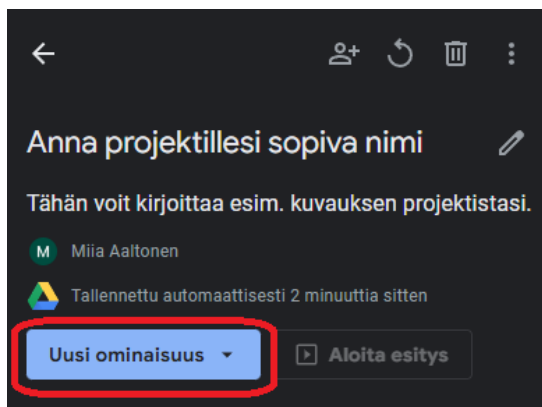 Anna projektillesi sopiva nimi
Tähän voit kirjoittaa esim. kuvauksen projektistasi.
M Miia Aaltonen
Tallennettu automaattisesti 2 minuuttia sitten
Uusi ominaisuus Aloita esitys